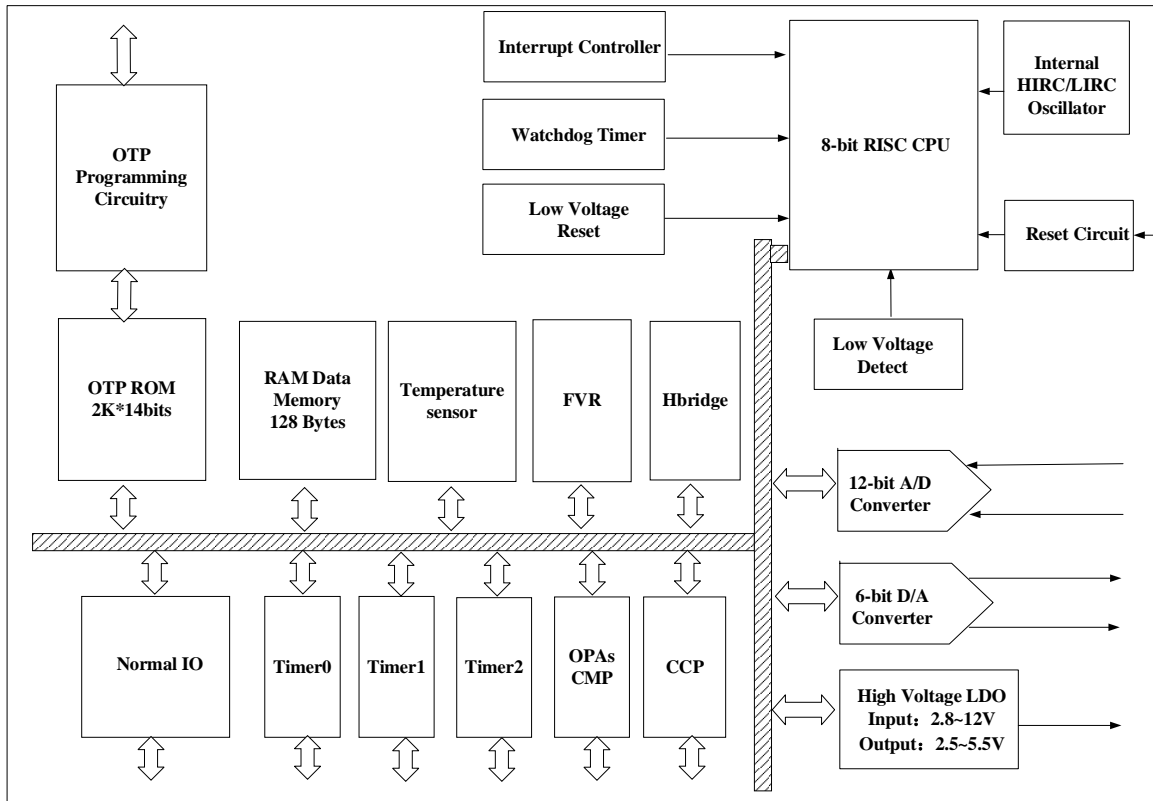 Interrupt Controller
Internal
HIRC/LIRC
Oscillator
OTP
Programming
Circuitry
Watchdog Timer
8-bit RISC CPU
Low Voltage
Reset
Reset Circuit
Low Voltage
Detect
OTP ROM
2K*14bits
RAM Data
Memory
128 Bytes
Temperature
sensor
FVR
Hbridge
12-bit A/D
Converter
6-bit D/A
Converter
Normal IO
Timer0
Timer1
Timer2
OPAs
CMP
CCP
High Voltage LDO
Input：2.8~12V
Output：2.5~5.5V